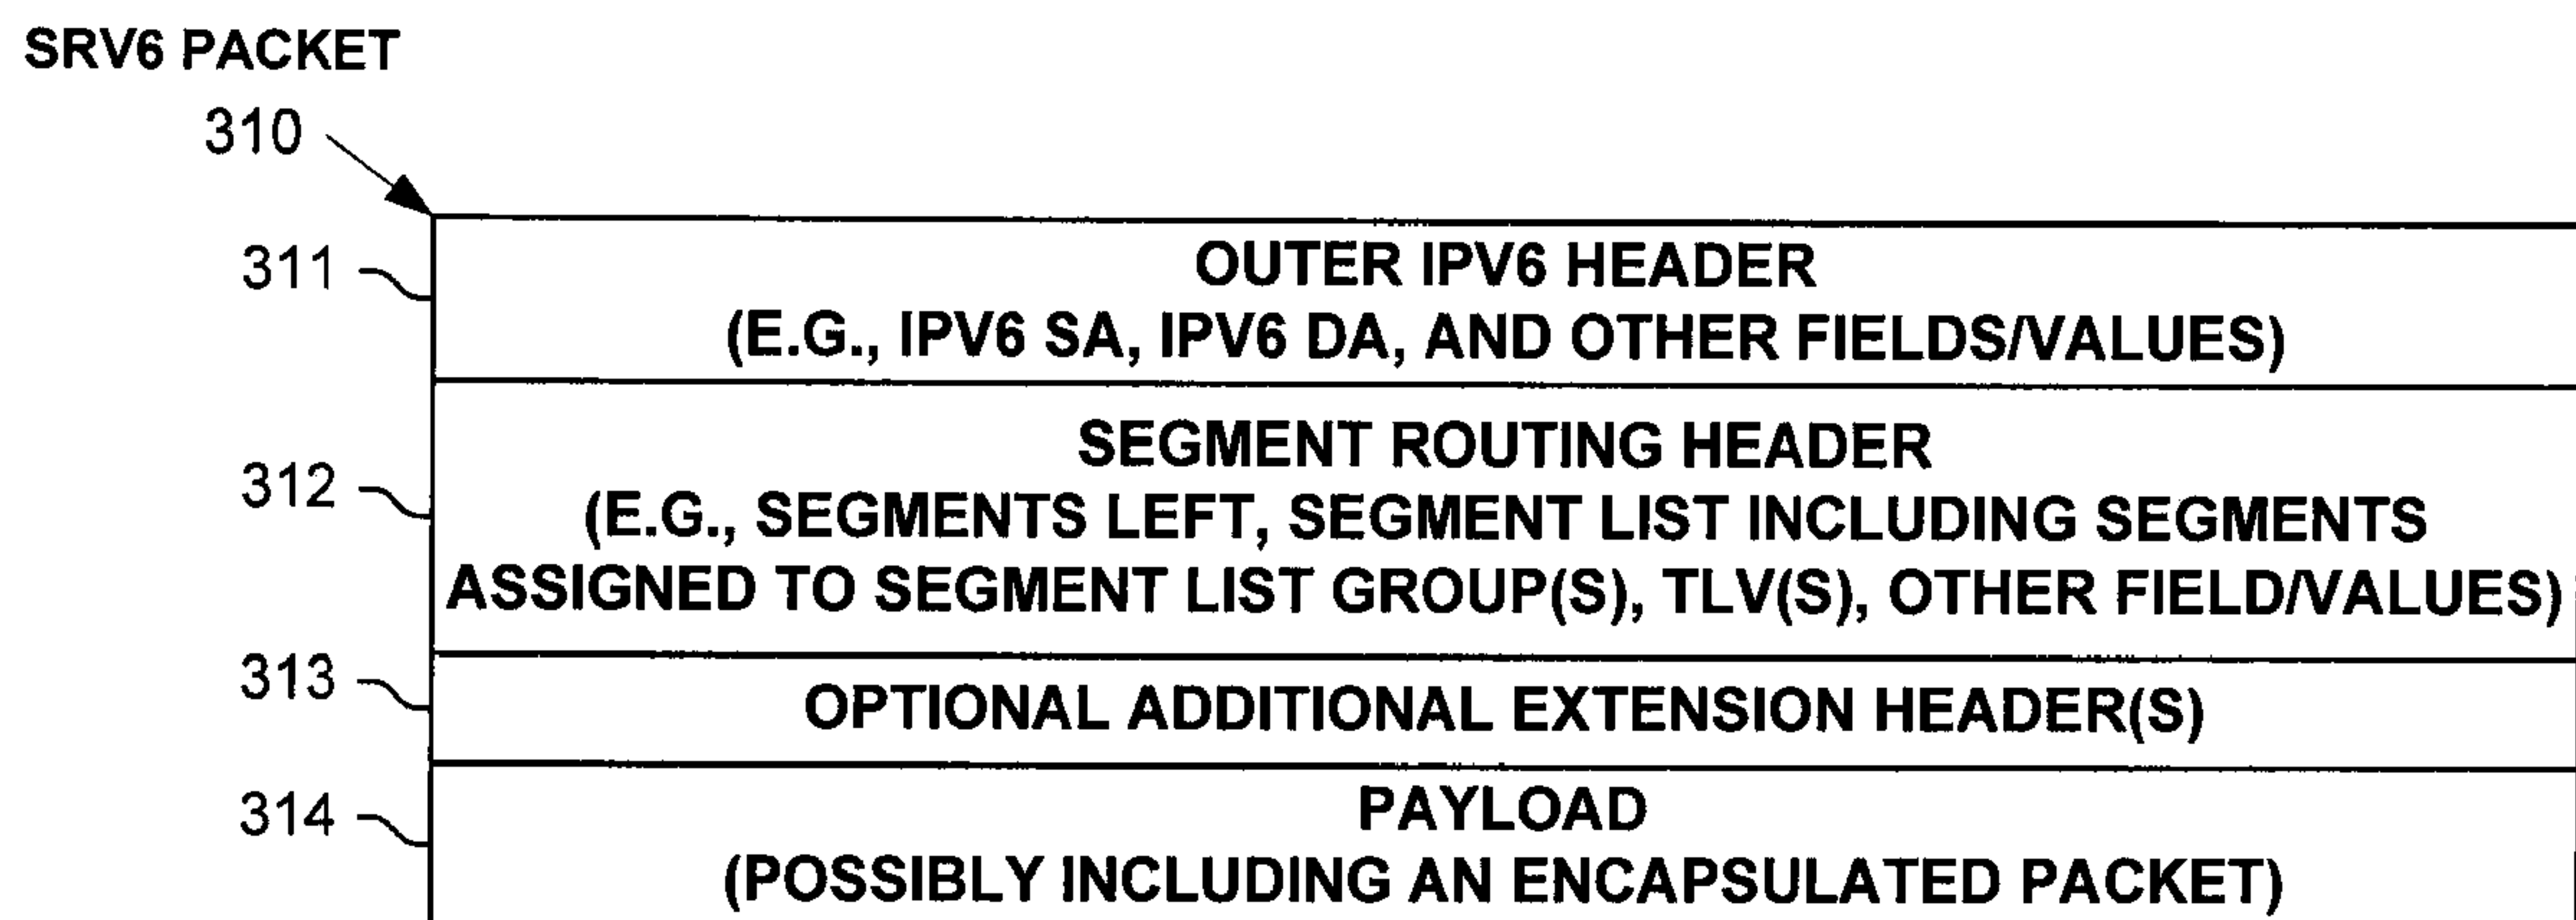 SRV6 PACKET
310
311
OUTER IPV6 HEADER
(E.G., IPV6 SA, IPV6 DA, AND OTHER FIELDS/VALUES)
312
SEGMENT ROUTING HEADER
(E.G., SEGMENTS LEFT, SEGMENT LIST INCLUDING SEGMENTS
ASSIGNED TO SEGMENT LIST GROUP(S), TLV(S), OTHER FIELD/VALUES)
313
OPTIONAL ADDITIONAL EXTENSION HEADER(S)
314
PAYLOAD
(POSSIBLY INCLUDING AN ENCAPSULATED PACKET)